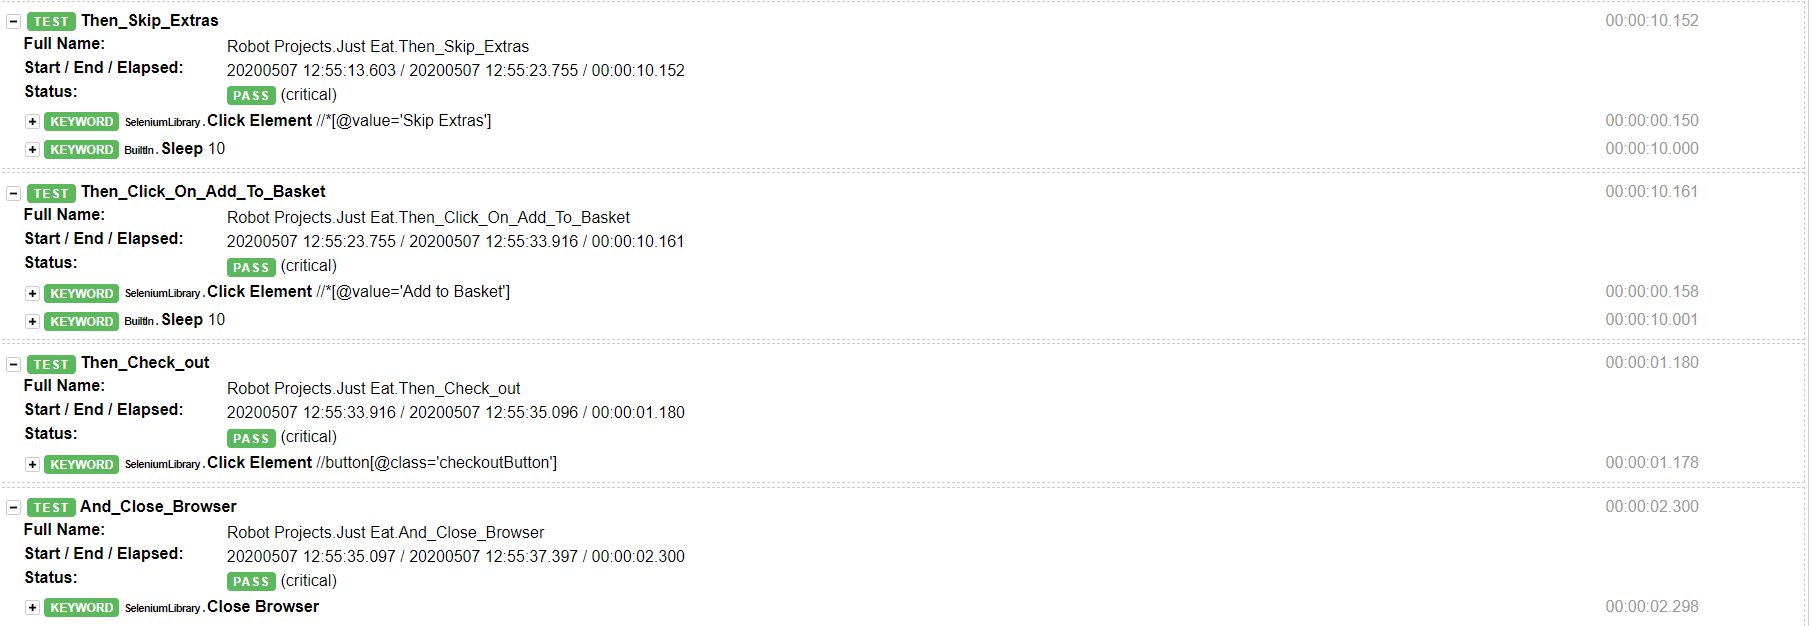 TEST Then_Skip_Extras 00:00:10.152
Full Name: Robot Projects.Just Eat.Then_Skip_Extras
Start / End / Elapsed: 20200507 12:55:13.603 / 20200507 12:55:23.755 / 00:00:10.152
Status: PASS (critical)
KEYWORD SeleniumLibrary.Click Element //*[@value='Skip Extras'] 00:00:00.150
KEYWORD BuiltIn.Sleep 10 00:00:10.000
TEST Then_Click_On_Add_To_Basket 00:00:10.161
Full Name: Robot Projects.Just Eat.Then_Click_On_Add_To_Basket
Start / End / Elapsed: 20200507 12:55:23.755 / 20200507 12:55:33.916 / 00:00:10.161
Status: PASS (critical)
KEYWORD SeleniumLibrary.Click Element //*[@value='Add to Basket'] 00:00:00.158
KEYWORD BuiltIn.Sleep 10 00:00:10.001
TEST Then_Check_out 00:00:01.180
Full Name: Robot Projects.Just Eat.Then_Check_out
Start / End / Elapsed: 20200507 12:55:33.916 / 20200507 12:55:35.096 / 00:00:01.180
Status: PASS (critical)
KEYWORD SeleniumLibrary.Click Element //button[@class='checkoutButton'] 00:00:01.178
TEST And_Close_Browser 00:00:02.300
Full Name: Robot Projects.Just Eat.And_Close_Browser
Start / End / Elapsed: 20200507 12:55:35.097 / 20200507 12:55:37.397 / 00:00:02.300
Status: PASS (critical)
KEYWORD SeleniumLibrary.Close Browser 00:00:02.298